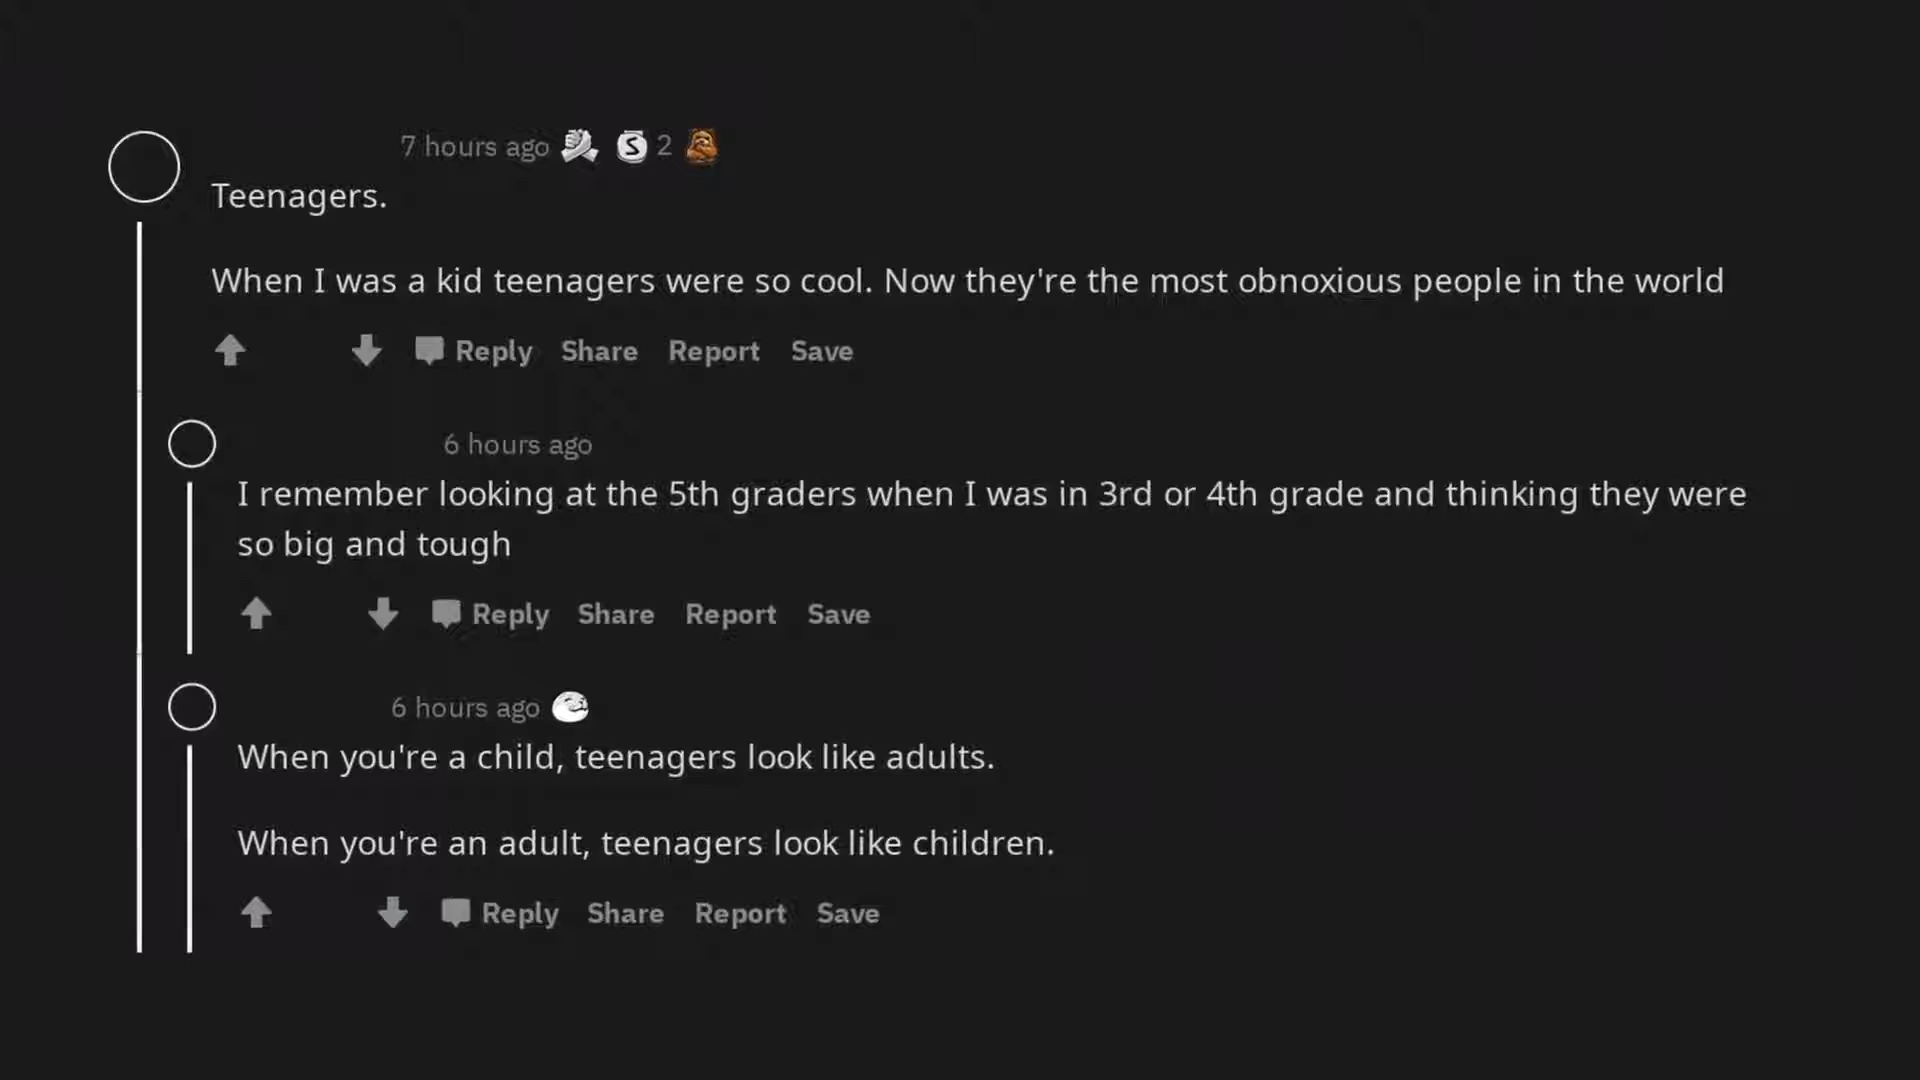 7 hours ago 2
Teenagers.
When I was a kid teenagers were so cool. Now they're the most obnoxious people in the world
Reply Share Report Save
6 hours ago
I remember looking at the 5th graders when I was in 3rd or 4th grade and thinking they were
so big and tough
Reply Share Report Save
6 hours ago
When you're a child, teenagers look like adults.
When you're an adult, teenagers look like children.
Reply Share Report Save